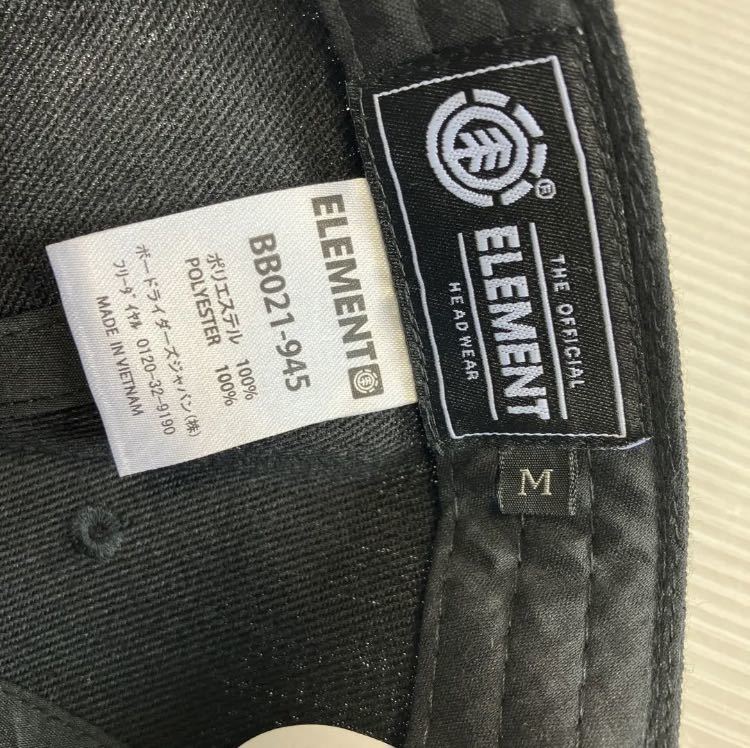 ELEMENT
BB021-945
ポリエステル 100%
POLYESTER 100%
ボードライダーズジャパン(株)
フリーダイヤル 0120-32-9190
MADE IN VIETNAM
THE OFFICIAL
ELEMENT
HEADWEAR
M